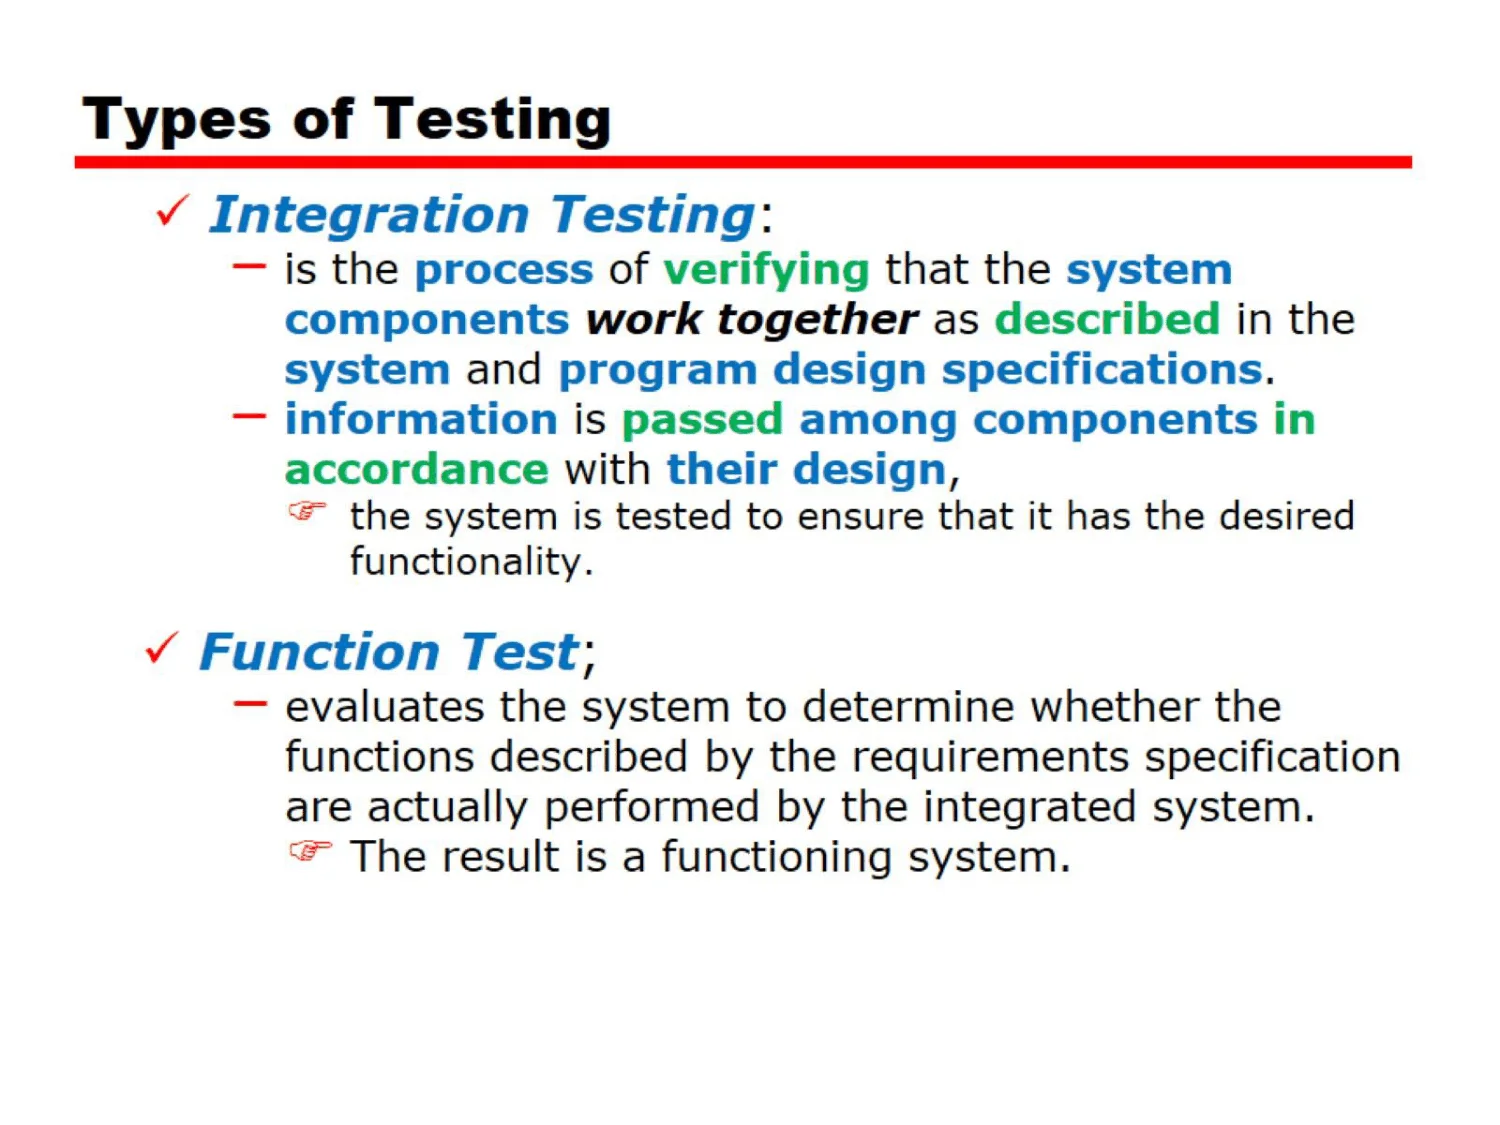 Types of Testing
✓ Integration Testing:
– is the process of verifying that the system
components work together as described in the
system and program design specifications.
– information is passed among components in
accordance with their design,
☞ the system is tested to ensure that it has the desired
functionality.
✓ Function Test;
– evaluates the system to determine whether the
functions described by the requirements specification
are actually performed by the integrated system.
☞ The result is a functioning system.